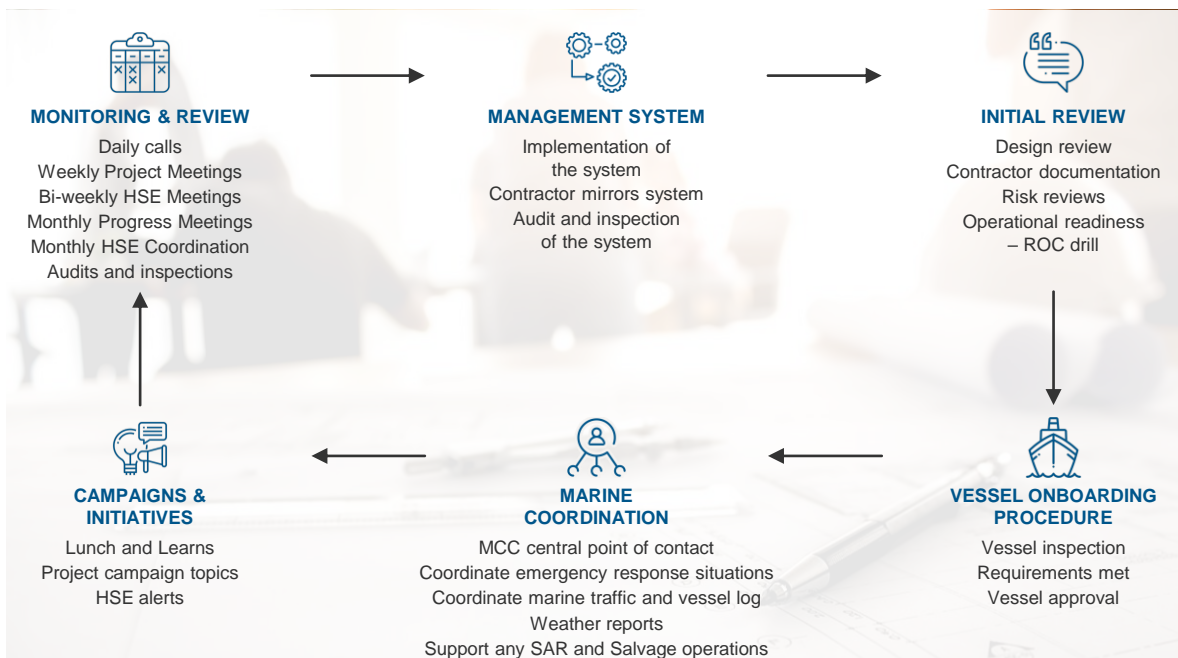 MONITORING & REVIEW
Daily calls
Weekly Project Meetings
Bi-weekly HSE Meetings
Monthly Progress Meetings
Monthly HSE Coordination
Audits and inspections
MANAGEMENT SYSTEM
Implementation of
the system
Contractor mirrors system
Audit and inspection
of the system
INITIAL REVIEW
Design review
Contractor documentation
Risk reviews
Operational readiness
– ROC drill
CAMPAIGNS &
INITIATIVES
Lunch and Learns
Project campaign topics
HSE alerts
MARINE
COORDINATION
MCC central point of contact
Coordinate emergency response situations
Coordinate marine traffic and vessel log
Weather reports
Support any SAR and Salvage operations
VESSEL ONBOARDING
PROCEDURE
Vessel inspection
Requirements met
Vessel approval